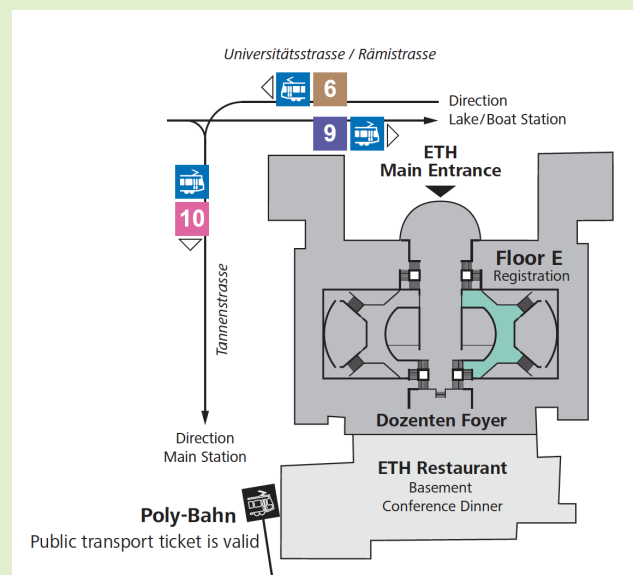 Universitätsstrasse / Rämistrasse
6
Direction
Lake/Boat Station
9
ETH
Main Entrance
10
Floor E
Registration
Tannenstrasse
Dozenten Foyer
Direction
Main Station
ETH Restaurant
Basement
Conference Dinner
Poly-Bahn
Public transport ticket is valid